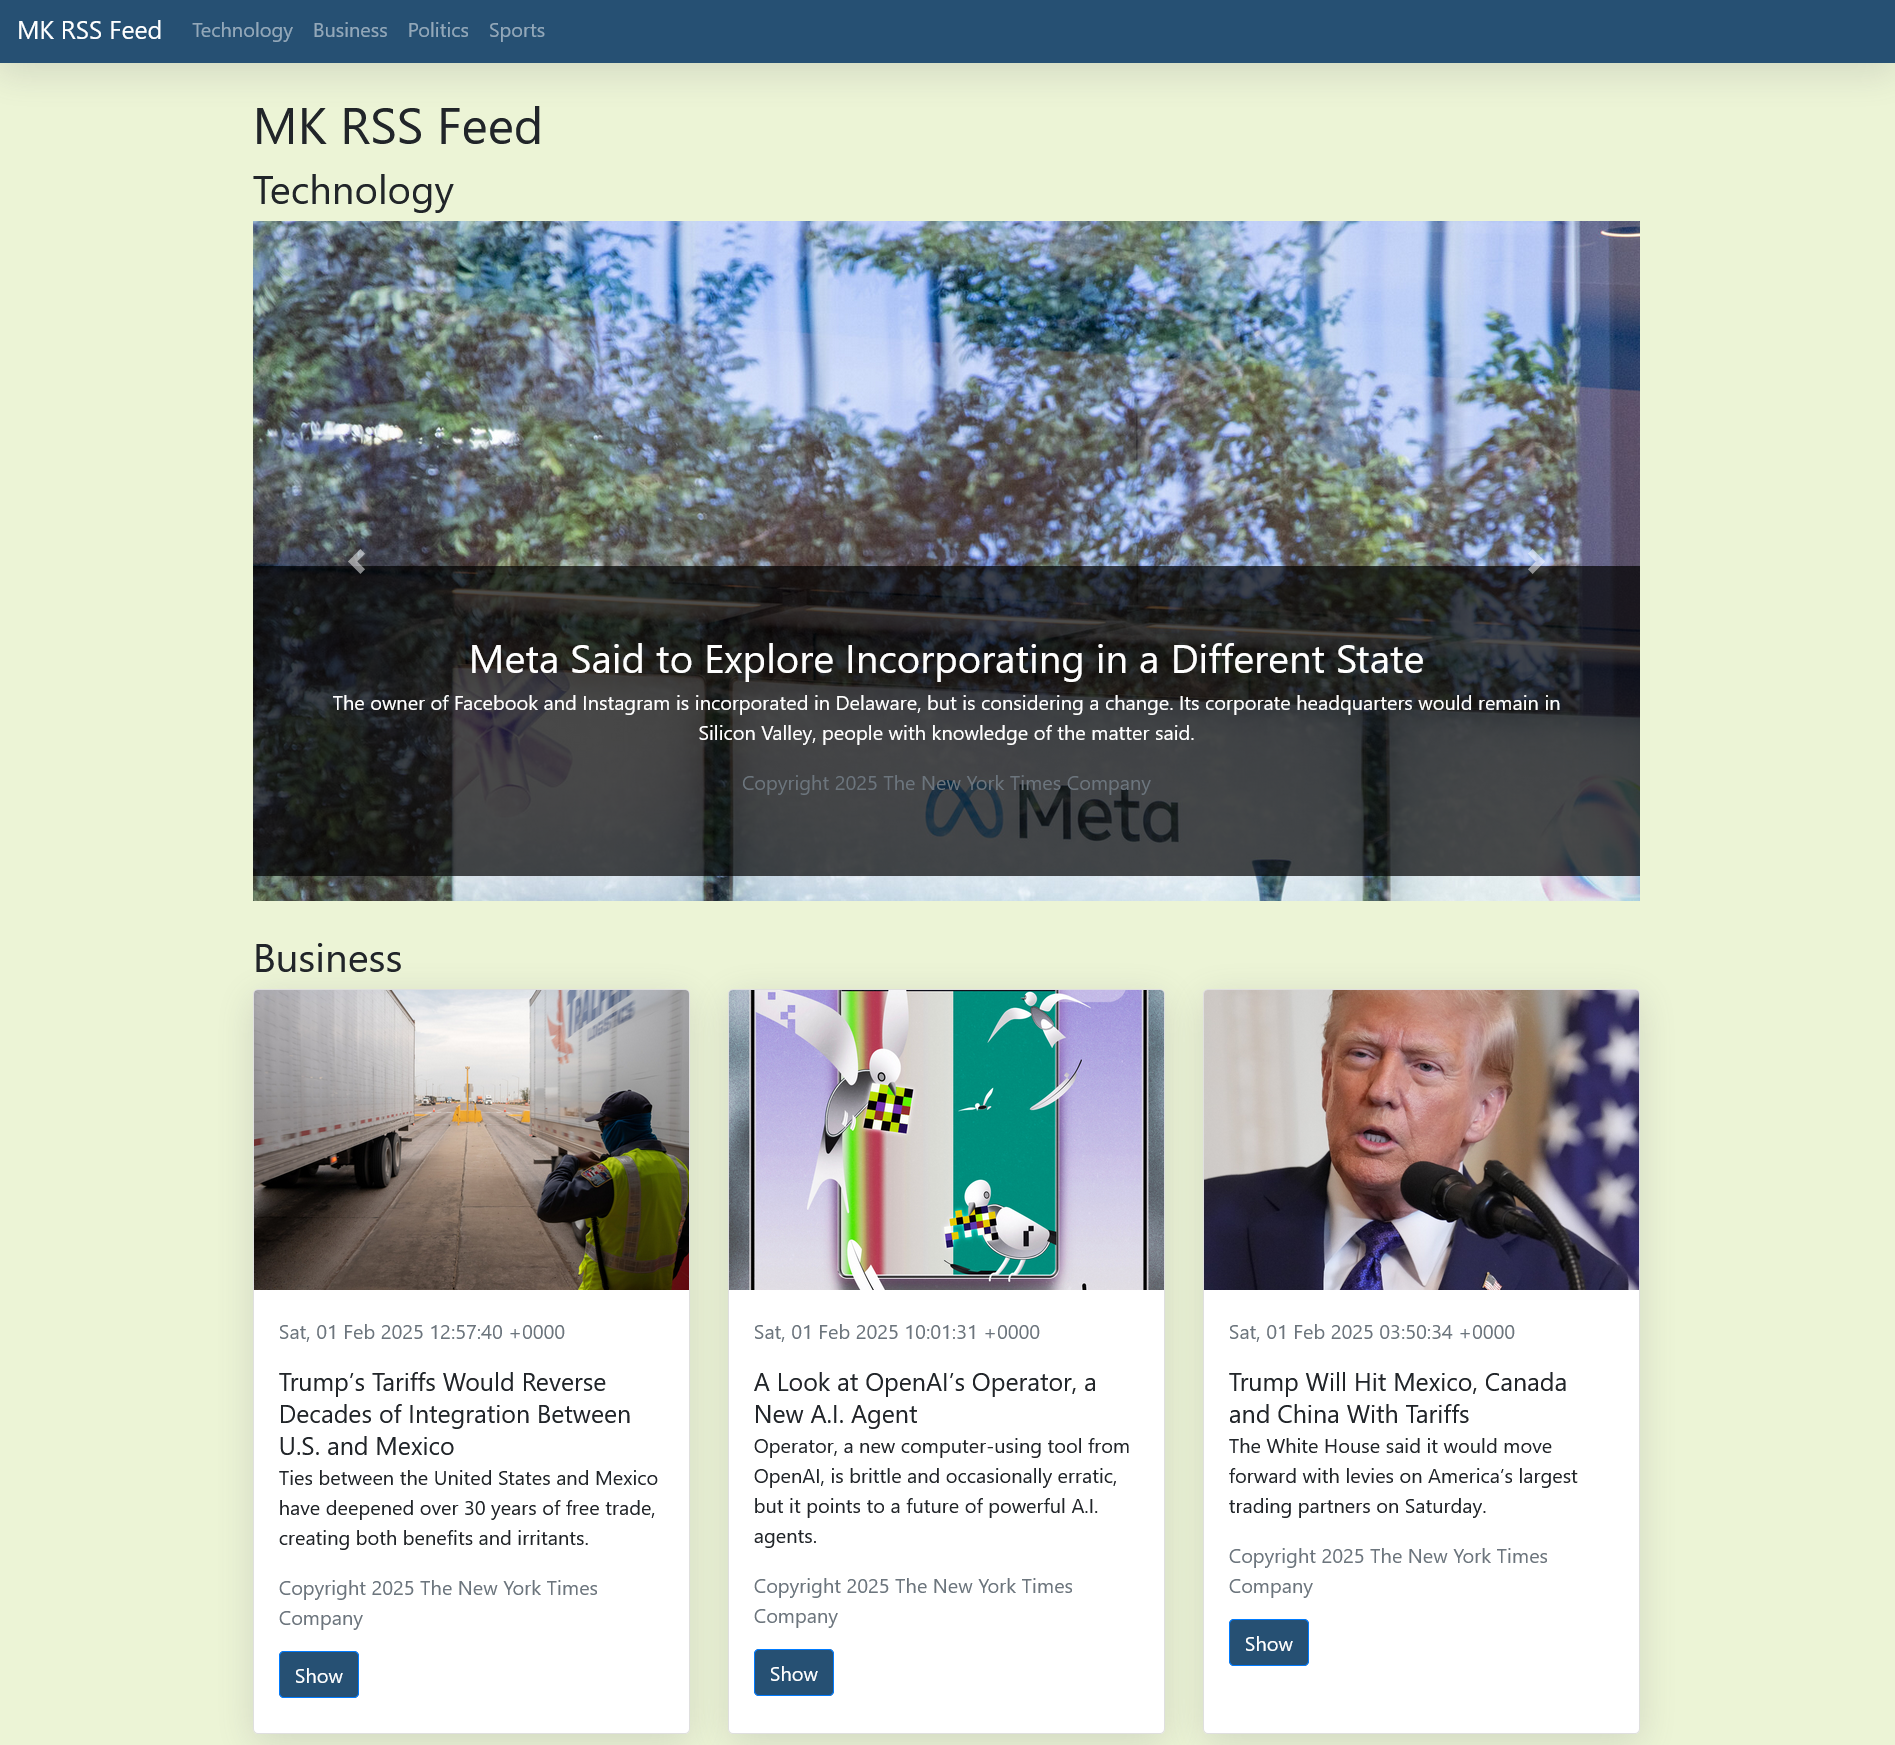 MK RSS Feed Technology Business Politics Sports
MK RSS Feed
Technology
Meta Said to Explore Incorporating in a Different State
The owner of Facebook and Instagram is incorporated in Delaware, but is considering a change. Its corporate headquarters would remain in
Silicon Valley, people with knowledge of the matter said.
Copyright 2025 The New York Times Company
Meta
Business
Sat, 01 Feb 2025 12:57:40 +0000
Trump’s Tariffs Would Reverse
Decades of Integration Between
U.S. and Mexico
Ties between the United States and Mexico
have deepened over 30 years of free trade,
creating both benefits and irritants.
Copyright 2025 The New York Times
Company
Show
Sat, 01 Feb 2025 10:01:31 +0000
A Look at OpenAI’s Operator, a
New A.I. Agent
Operator, a new computer-using tool from
OpenAI, is brittle and occasionally erratic,
but it points to a future of powerful A.I.
agents.
Copyright 2025 The New York Times
Company
Show
Sat, 01 Feb 2025 03:50:34 +0000
Trump Will Hit Mexico, Canada
and China With Tariffs
The White House said it would move
forward with levies on America’s largest
trading partners on Saturday.
Copyright 2025 The New York Times
Company
Show